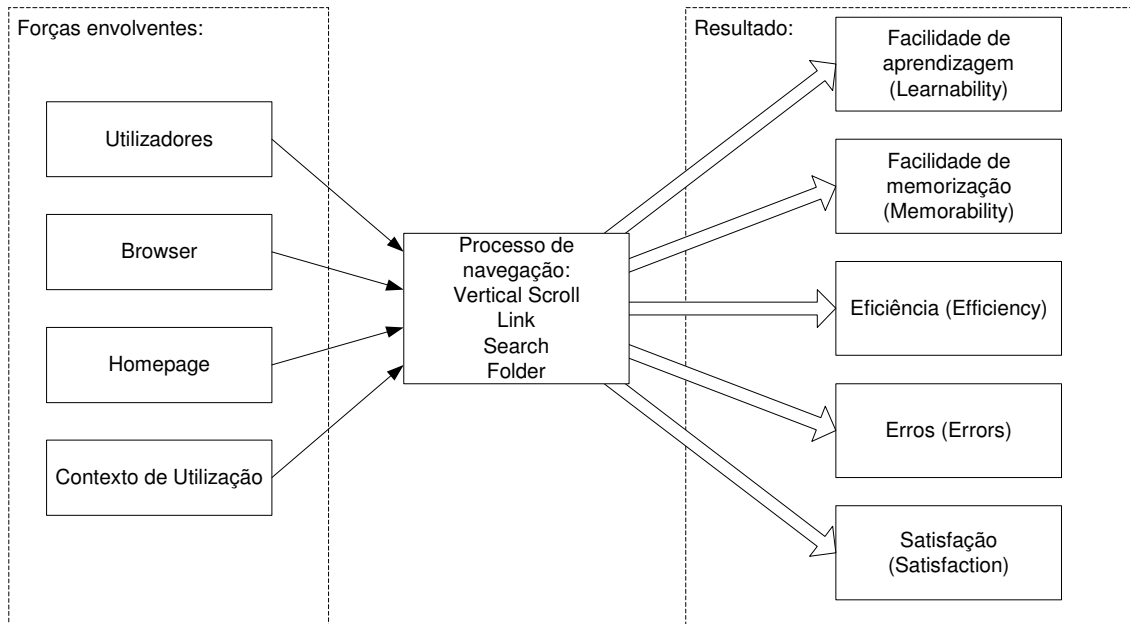 Forças envolventes:
Utilizadores
Browser
Homepage
Contexto de Utilização
Processo de
navegação:
Vertical Scroll
Link
Search
Folder
Resultado:
Facilidade de
aprendizagem
(Learnability)
Facilidade de
memorização
(Memorability)
Eficiência (Efficiency)
Erros (Errors)
Satisfação
(Satisfaction)